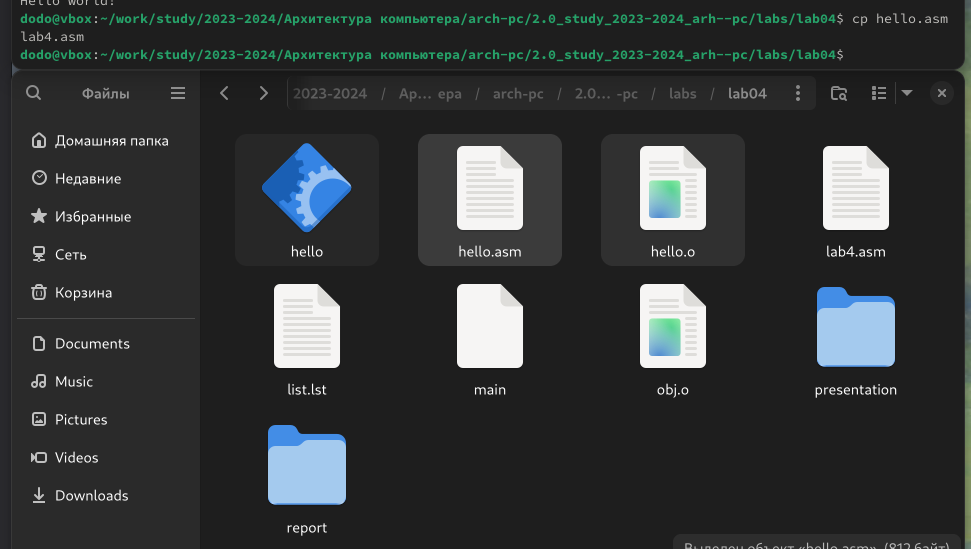 Hello world!
dodo@vbox:~/work/study/2023-2024/Архитектура компьютера/arch-pc/2.0_study_2023-2024_arh--pc/labs/lab04$ cp hello.asm
lab4.asm
dodo@vbox:~/work/study/2023-2024/Архитектура компьютера/arch-pc/2.0_study_2023-2024_arh--pc/labs/lab04$
Файлы
2023-2024 / Ар… ера / arch-pc / 2.0… -pc / labs / lab04
Домашняя папка
Недавние
Избранные
Сеть
Корзина
Documents
Music
Pictures
Videos
Downloads
hello
hello.asm
hello.o
lab4.asm
list.lst
main
obj.o
presentation
report
Выделен объект «hello.asm» (812 байт)